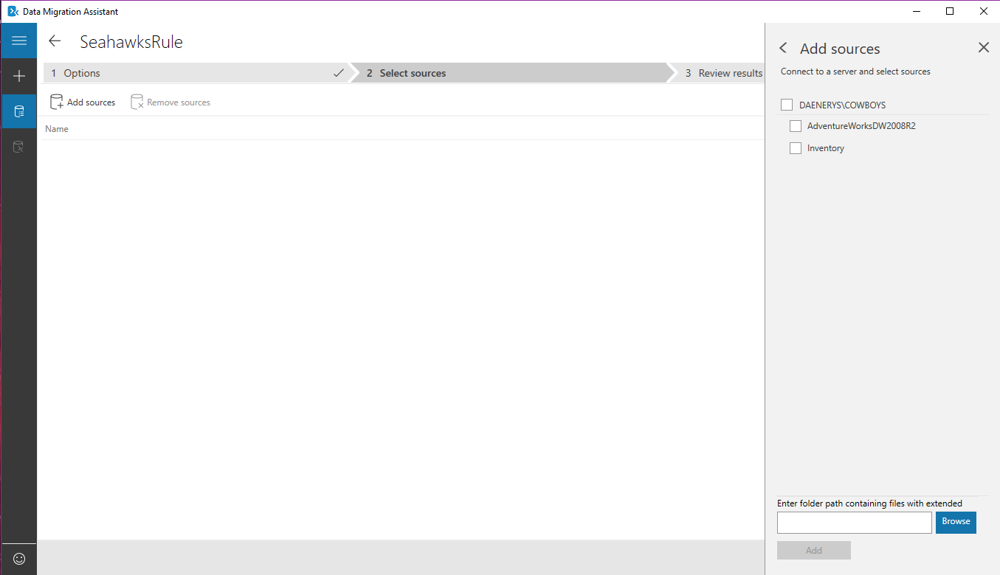 Data Migration Assistant
SeahawksRule
1 Options
2 Select sources
3 Review results
Add sources
Remove sources
Name
Add sources
Connect to a server and select sources
DAENERYS\COWBOYS
AdventureWorksDW2008R2
Inventory
Enter folder path containing files with extended
Browse
Add